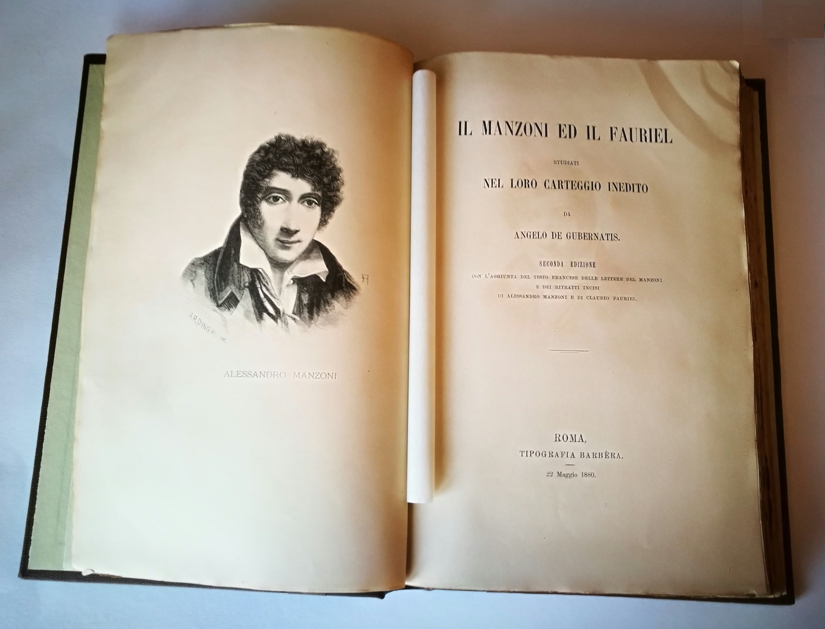 ALESSANDRO MANZONI
IL MANZONI ED IL FAURIEL
STUDIATI
NEL LORO CARTEGGIO INEDITO
DA
ANGELO DE GUBERNATIS.
SECONDA EDIZIONE
CON L'AGGIUNTA DEL TESTO FRANCESE DELLE LETTERE DEL MANZONI
E DEI RITRATTI INCISI
DI ALESSANDRO MANZONI E DI CLAUDIO FAURIEL.
ROMA,
TIPOGRAFIA BARBÈRA.
22 Maggio 1880.